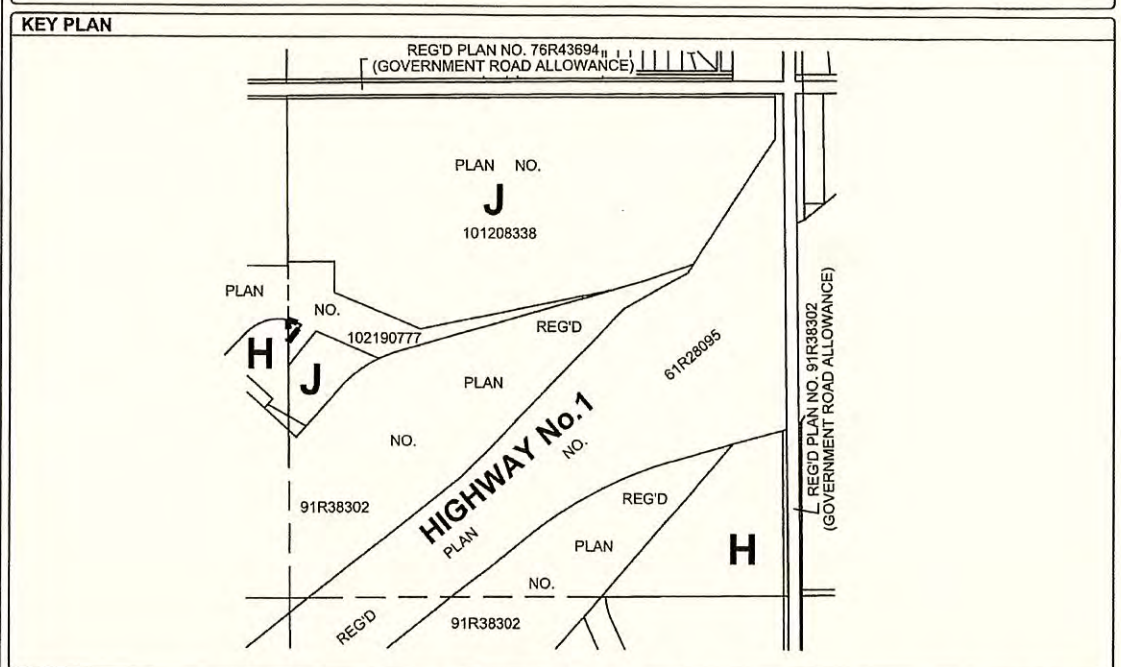 KEY PLAN
REG'D PLAN NO. 76R43694
(GOVERNMENT ROAD ALLOWANCE)
PLAN NO.
J
101208338
PLAN
NO.
102190777
H
J
REG'D
PLAN
NO.
91R38302
61R28095
HIGHWAY No.1
NO.
PLAN
REG'D
REG'D
PLAN
NO.
91R38302
H
REG'D PLAN NO. 91R38302
(GOVERNMENT ROAD ALLOWANCE)